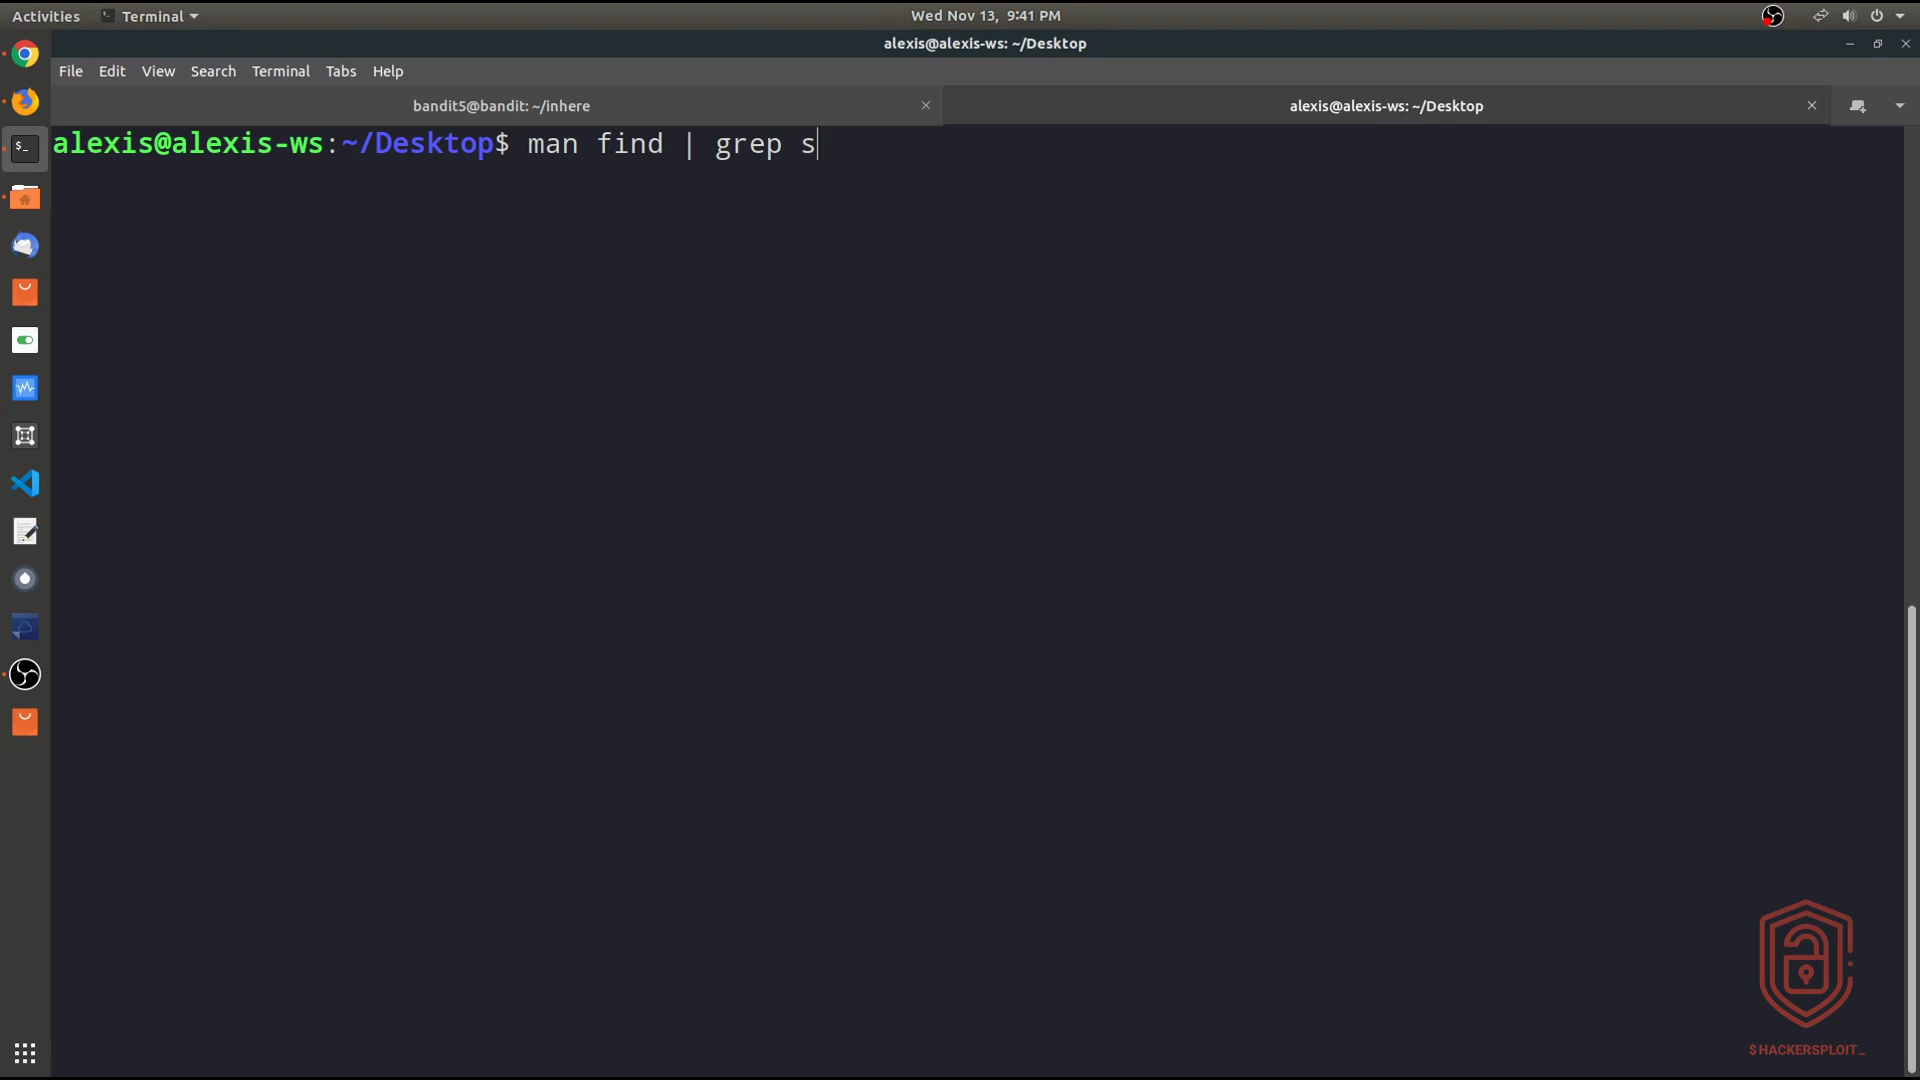 Activities Terminal Wed Nov 13, 9:41 PM
alexis@alexis-ws: ~/Desktop
File Edit View Search Terminal Tabs Help
bandit5@bandit: ~/inhere alexis@alexis-ws: ~/Desktop
alexis@alexis-ws:~/Desktop$ man find | grep s
$HACKERSPLOIT_